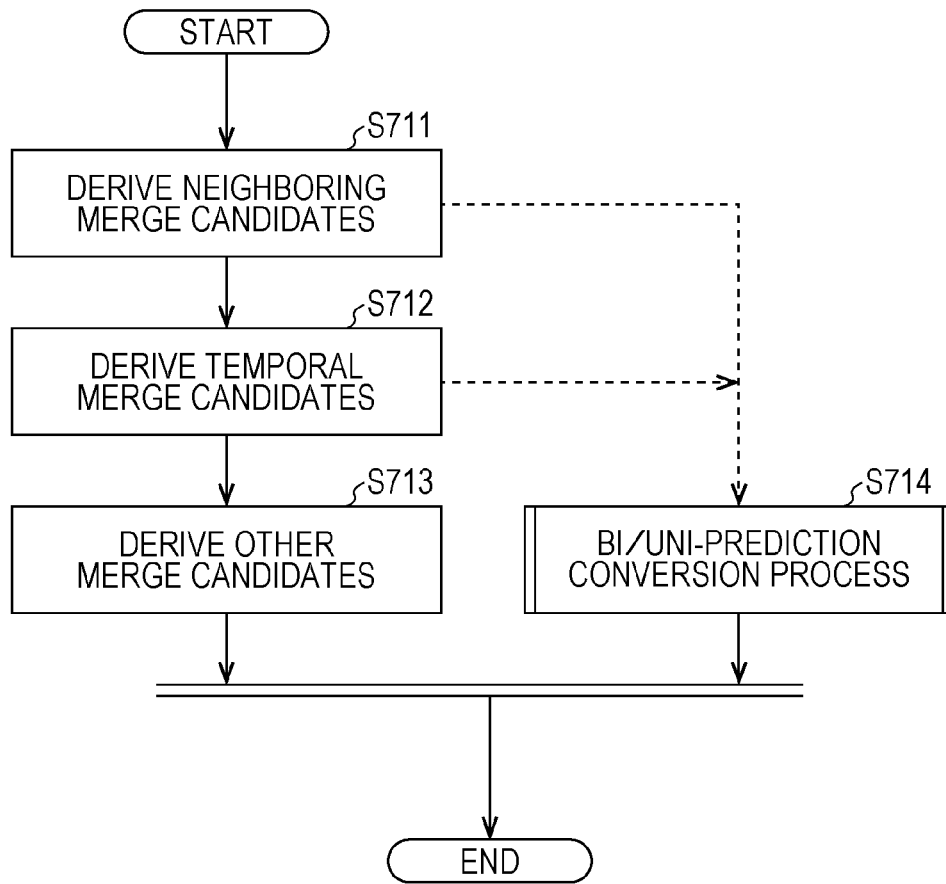 START
S711
DERIVE NEIGHBORING
MERGE CANDIDATES
S712
DERIVE TEMPORAL
MERGE CANDIDATES
S713
DERIVE OTHER
MERGE CANDIDATES
S714
BI/UNI-PREDICTION
CONVERSION PROCESS
END